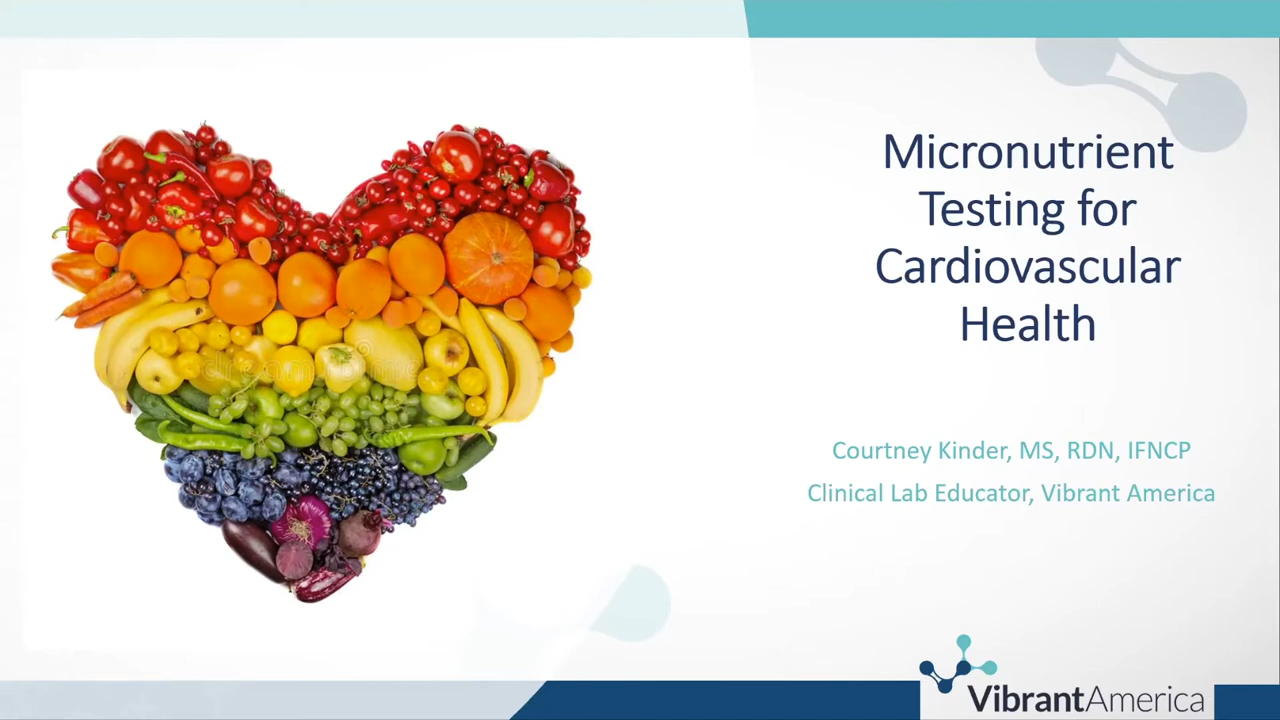 Micronutrient
Testing for
Cardiovascular
Health
Courtney Kinder, MS, RDN, IFNCP
Clinical Lab Educator, Vibrant America
VibrantAmerica